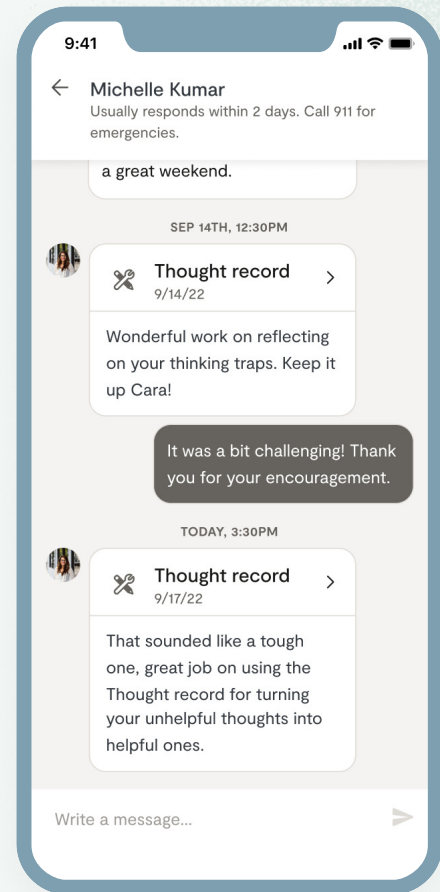 9:41
Michelle Kumar
Usually responds within 2 days. Call 911 for
emergencies.
a great weekend.
SEP 14TH, 12:30PM
Thought record
9/14/22
Wonderful work on reflecting
on your thinking traps. Keep it
up Cara!
It was a bit challenging! Thank
you for your encouragement.
TODAY, 3:30PM
Thought record
9/17/22
That sounded like a tough
one, great job on using the
Thought record for turning
your unhelpful thoughts into
helpful ones.
Write a message...